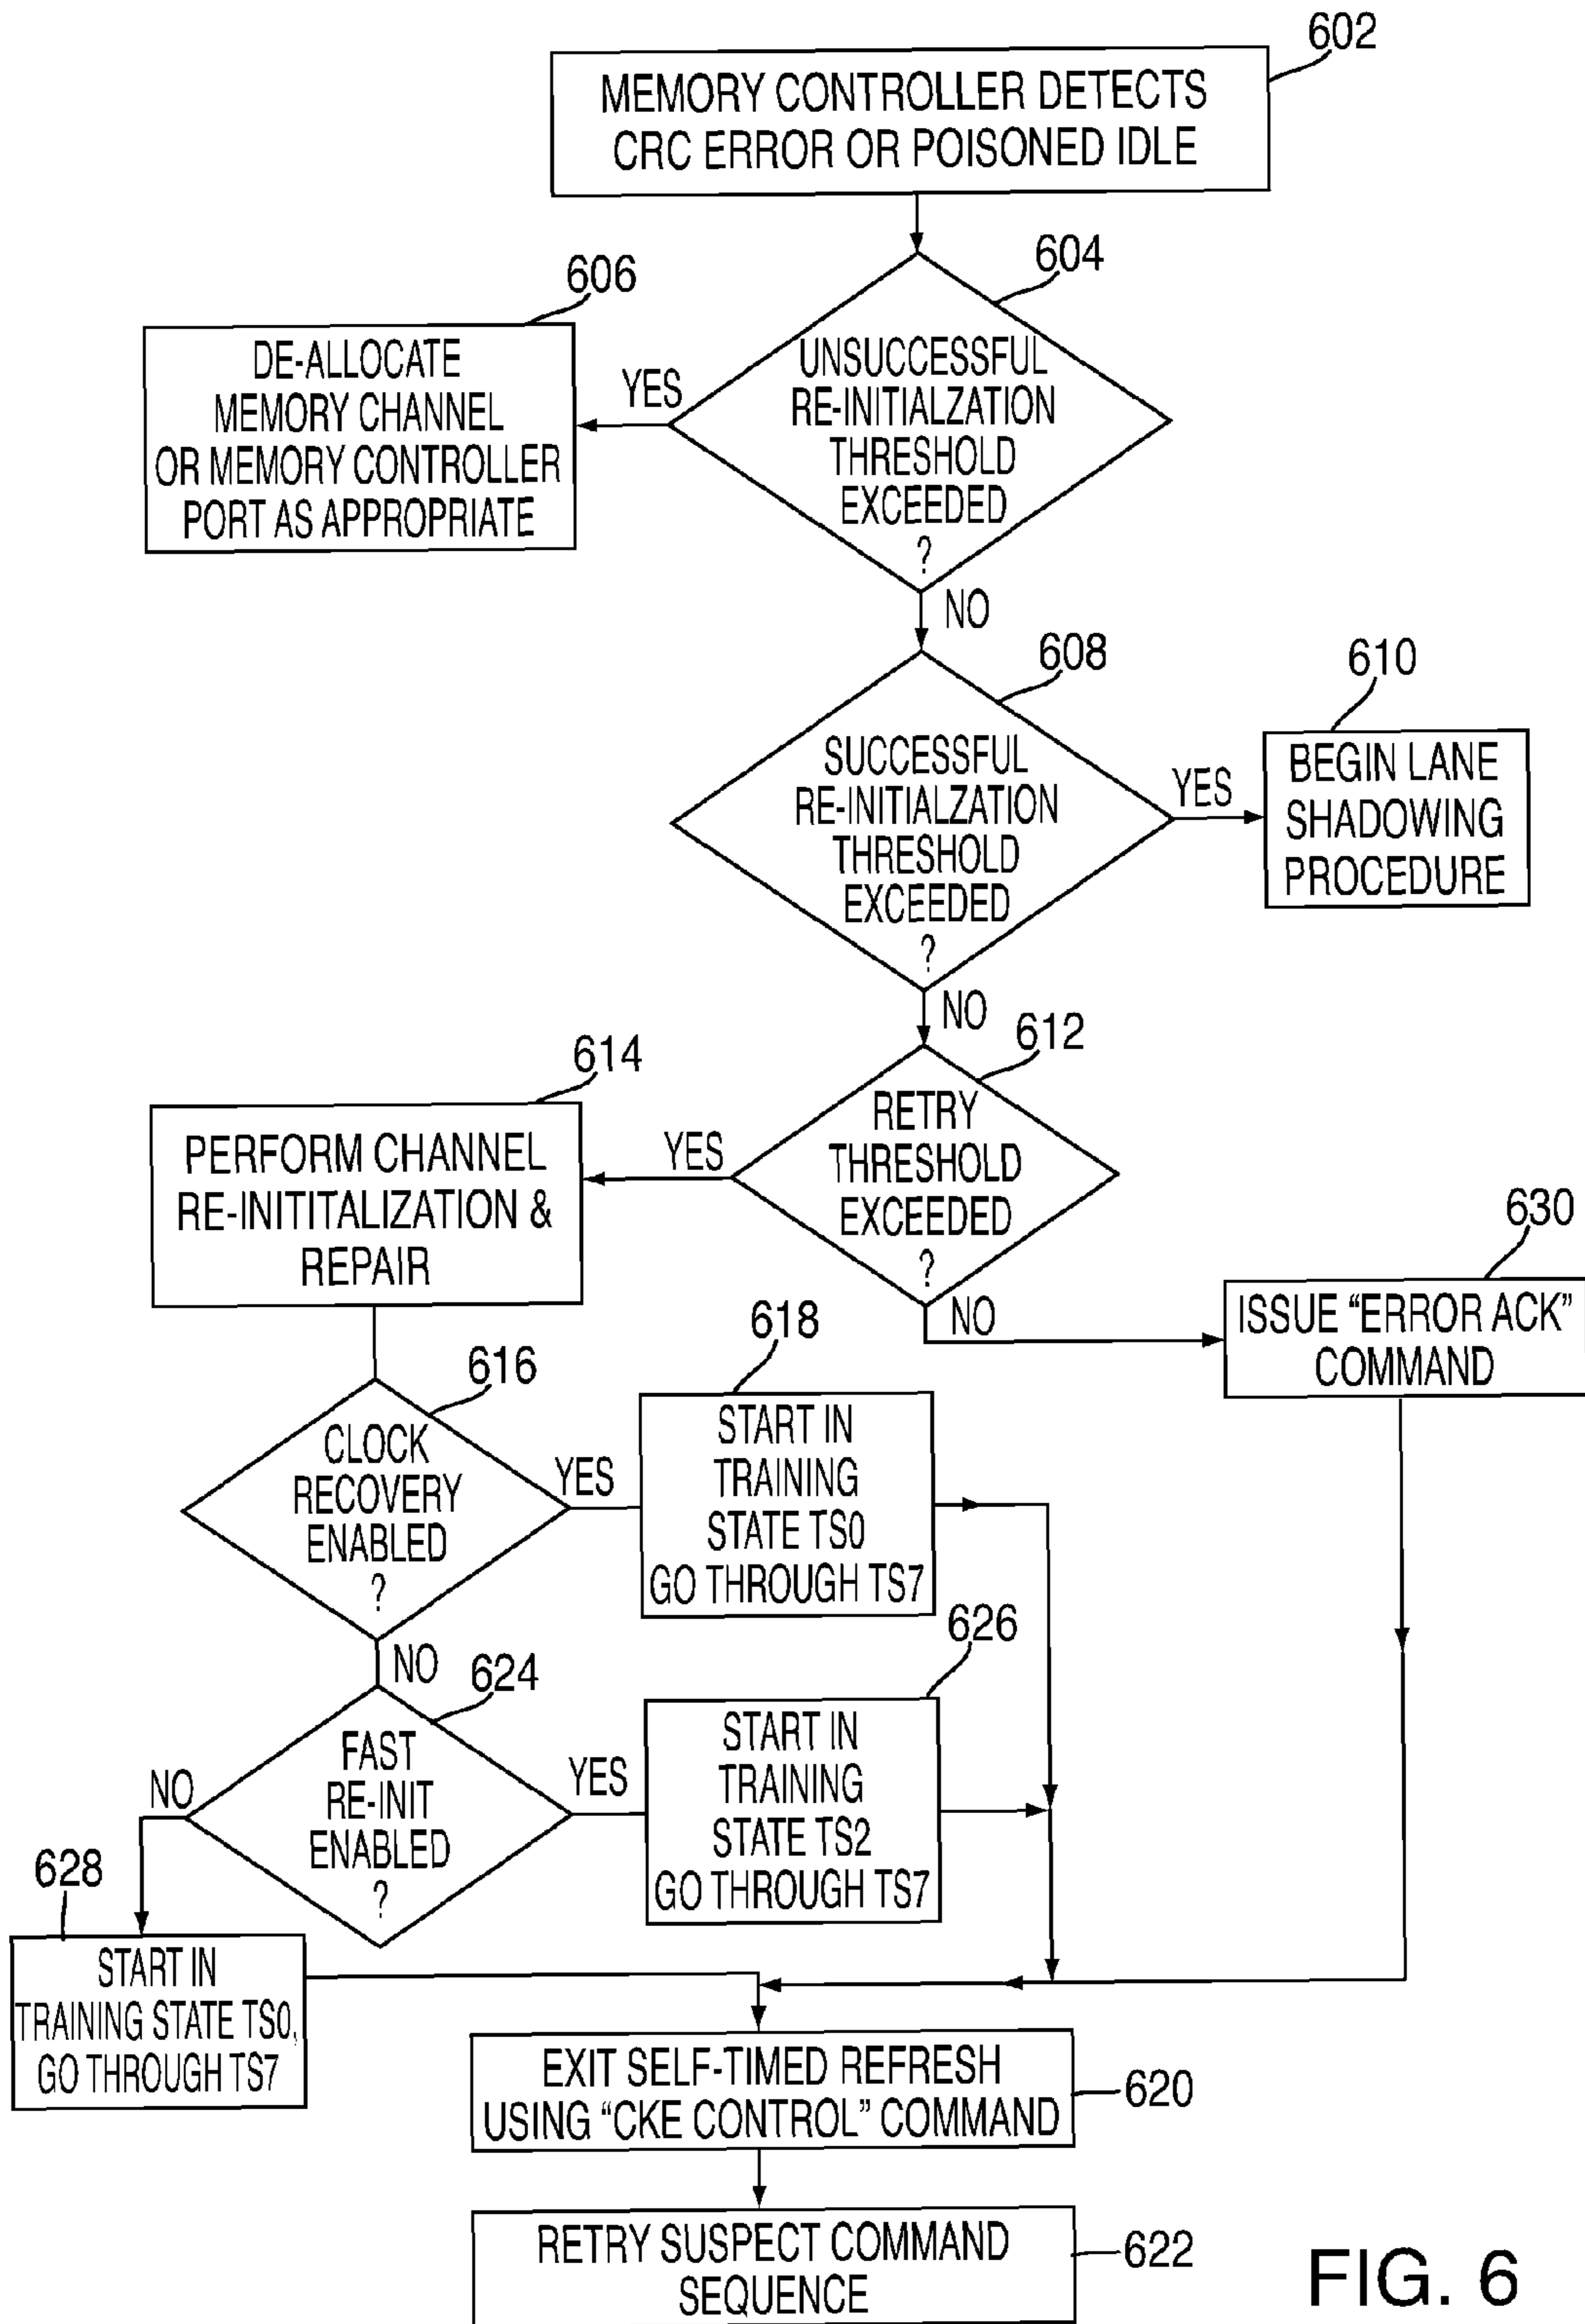 602
MEMORY CONTROLLER DETECTS
CRC ERROR OR POISONED IDLE
604
606
DE-ALLOCATE
MEMORY CHANNEL
OR MEMORY CONTROLLER
PORT AS APPROPRIATE
YES
UNSUCCESSFUL
RE-INITIALZATION
THRESHOLD
EXCEEDED
?
NO
608
610
SUCCESSFUL
RE-INITIALZATION
THRESHOLD
EXCEEDED
?
YES
BEGIN LANE
SHADOWING
PROCEDURE
NO
612
614
PERFORM CHANNEL
RE-INITITALIZATION &
REPAIR
YES
RETRY
THRESHOLD
EXCEEDED
?
NO
630
ISSUE “ERROR ACK”
COMMAND
616
618
CLOCK
RECOVERY
ENABLED
?
YES
START IN
TRAINING
STATE TS0
GO THROUGH TS7
NO
624
626
FAST
RE-INIT
ENABLED
?
YES
START IN
TRAINING
STATE TS2
GO THROUGH TS7
NO
628
START IN
TRAINING STATE TS0,
GO THROUGH TS7
EXIT SELF-TIMED REFRESH
USING “CKE CONTROL” COMMAND
620
RETRY SUSPECT COMMAND
SEQUENCE
622
FIG. 6